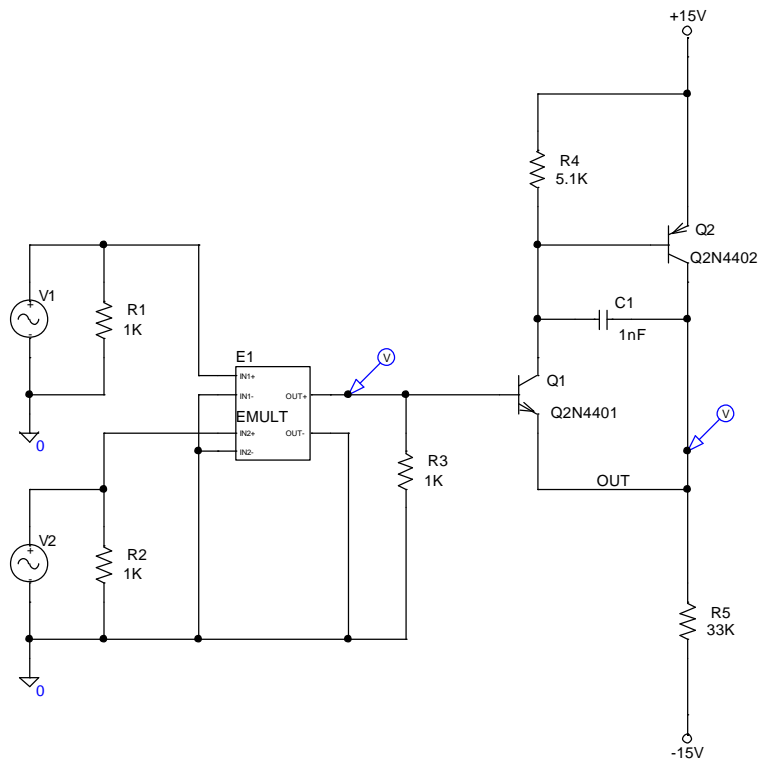 +15V
R4
5.1K
Q2
Q2N4402
V1
+
-
R1
1K
C1
1nF
E1
V
IN1+
IN1-
OUT+
EMULT
IN2+
OUT-
IN2-
Q1
Q2N4401
V
0
R3
1K
OUT
V2
+
-
R2
1K
R5
33K
0
-15V